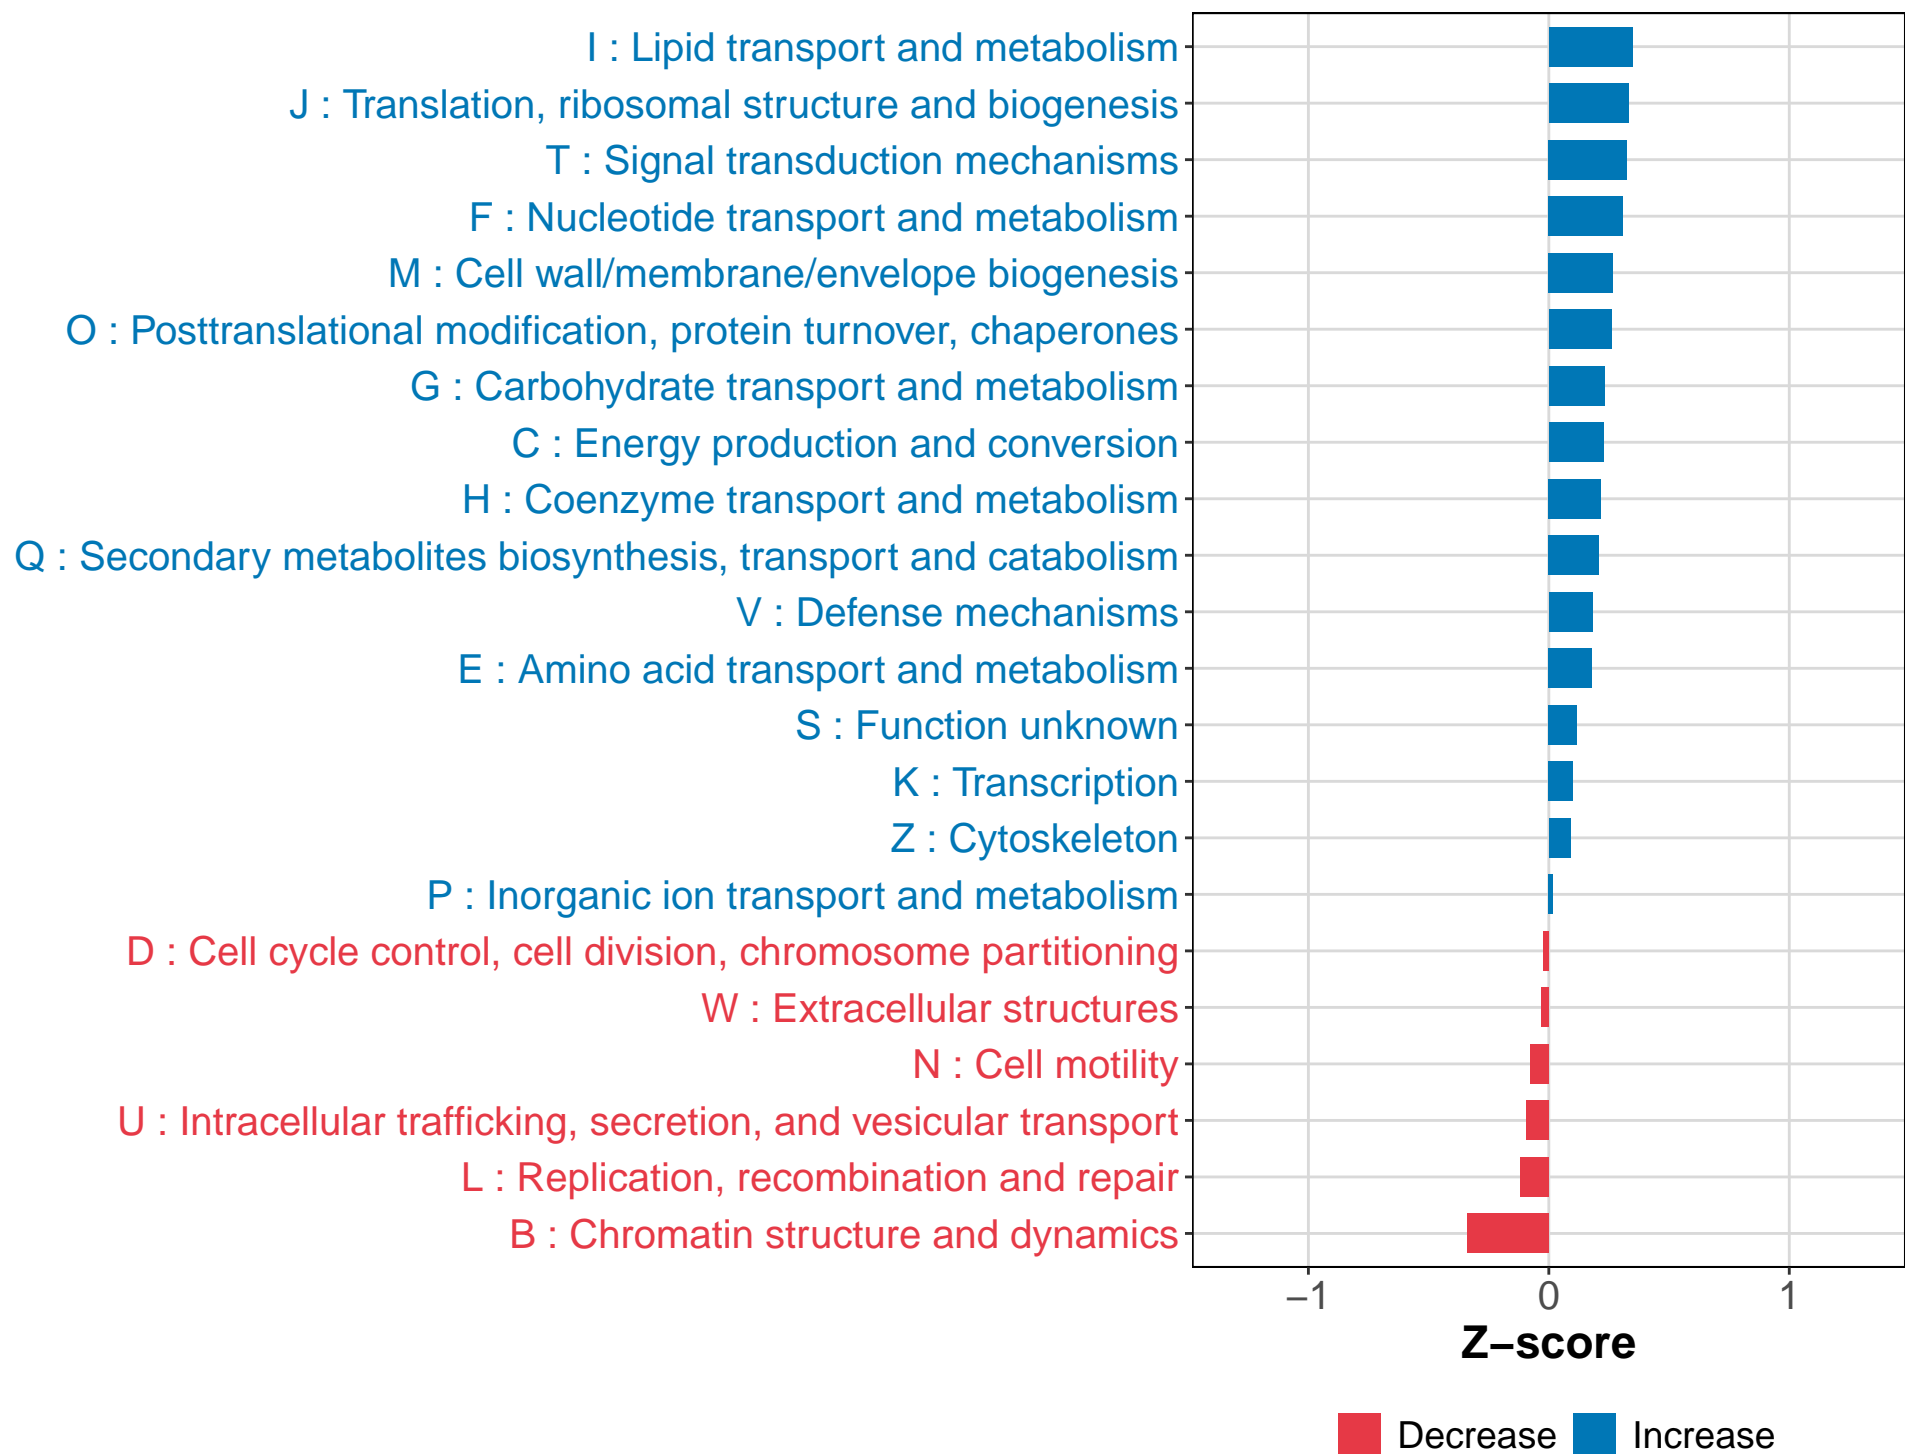 I : Lipid transport and metabolism
J : Translation, ribosomal structure and biogenesis
T : Signal transduction mechanisms
F : Nucleotide transport and metabolism
M : Cell wall/membrane/envelope biogenesis
O : Posttranslational modification, protein turnover, chaperones
G : Carbohydrate transport and metabolism
C : Energy production and conversion
H : Coenzyme transport and metabolism
Q : Secondary metabolites biosynthesis, transport and catabolism
V : Defense mechanisms
E : Amino acid transport and metabolism
S : Function unknown
K : Transcription
Z : Cytoskeleton
P : Inorganic ion transport and metabolism
D : Cell cycle control, cell division, chromosome partitioning
W : Extracellular structures
N : Cell motility
U : Intracellular trafficking, secretion, and vesicular transport
L : Replication, recombination and repair
B : Chromatin structure and dynamics
−1 0 1
Z−score
Decrease Increase